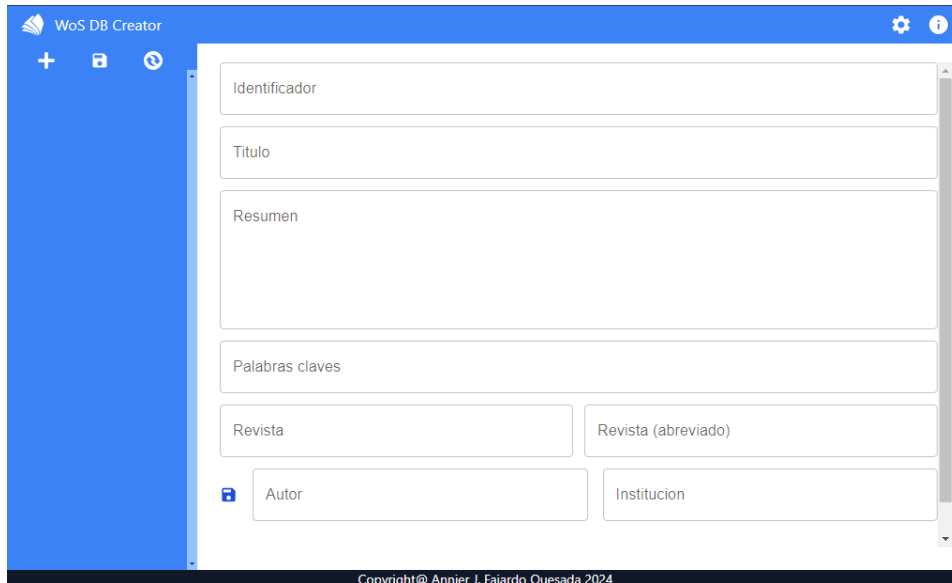 WoS DB Creator
Identificador
Titulo
Resumen
Palabras claves
Revista
Revista (abreviado)
Autor
Institucion
Copyright@ Annier J. Fajardo Quesada 2024